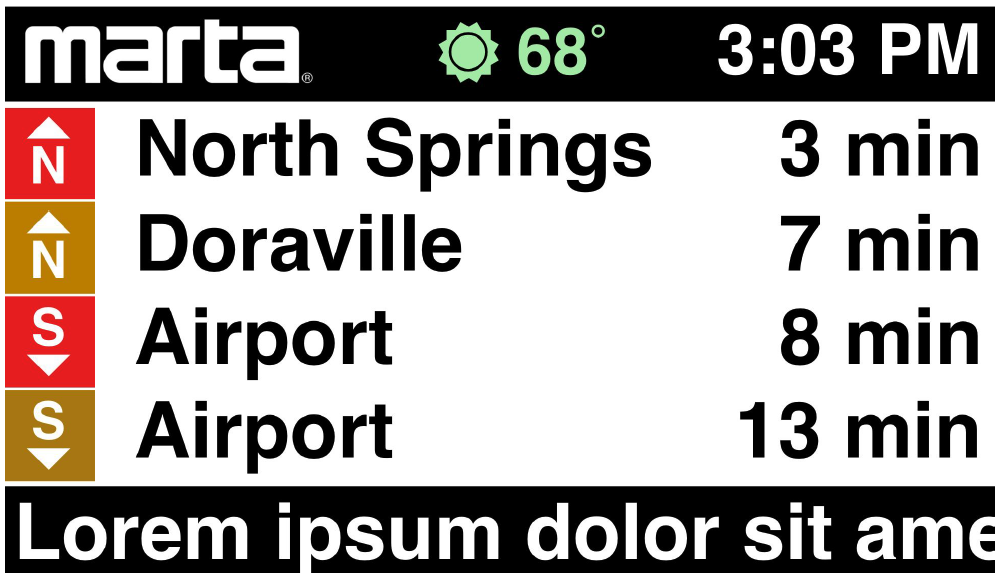 marta® 68° 3:03 PM
N North Springs 3 min
N Doraville 7 min
S Airport 8 min
S Airport 13 min
Lorem ipsum dolor sit ame